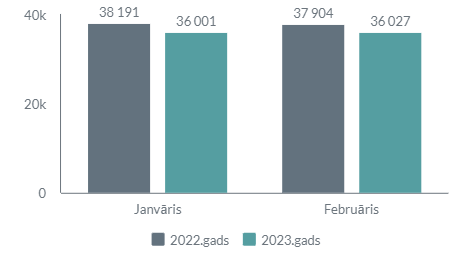 40k
38 191
36 001
37 904
36 027
20k
0
Janvāris
Februāris
2022.gads
2023.gads